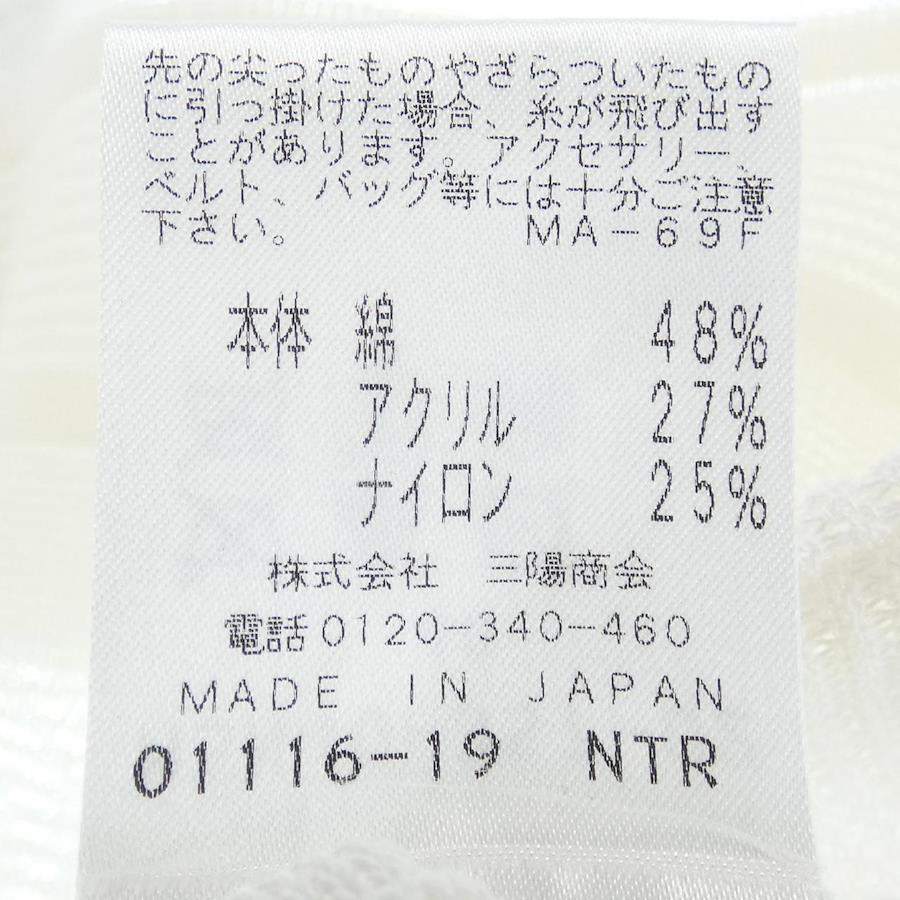 先の尖ったものやざらついたもの
に引っ掛けた場合、糸が飛び出す
ことがあります。アクセサリー、
ベルト、バッグ等には十分ご注意
下さい。 MA-69F
本体 綿 48%
アクリル 27%
ナイロン 25%
株式会社 三陽商会
電話0120-340-460
MADE IN JAPAN
01116-19 NTR